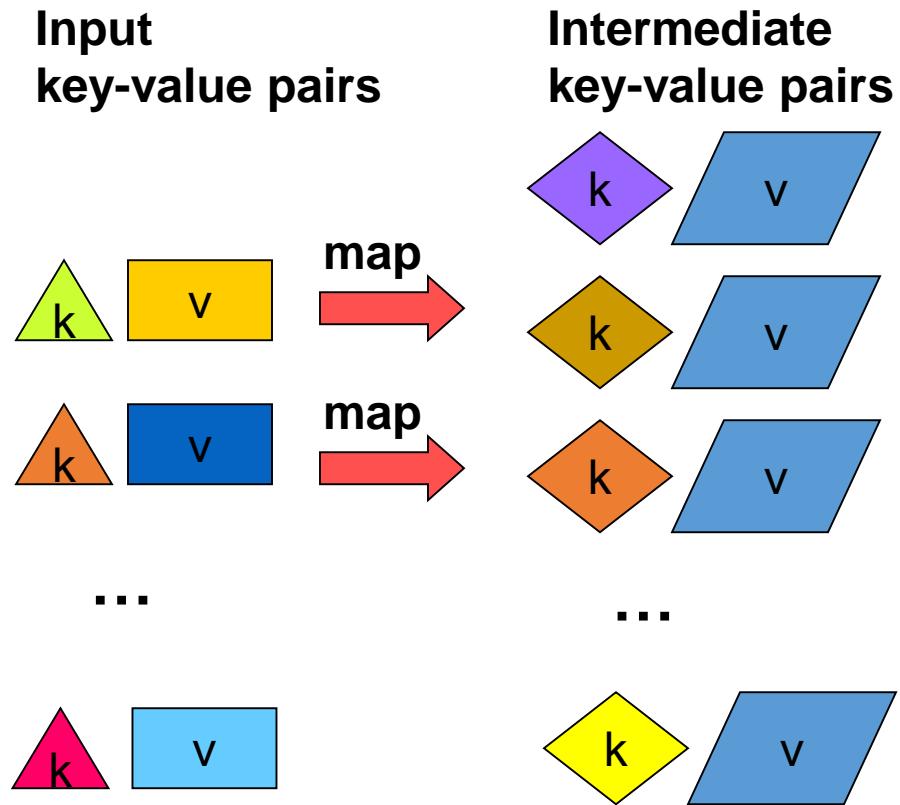 Input
key-value pairs
Intermediate
key-value pairs
k v
k v map k v
k v map k v
... ...
k v k v